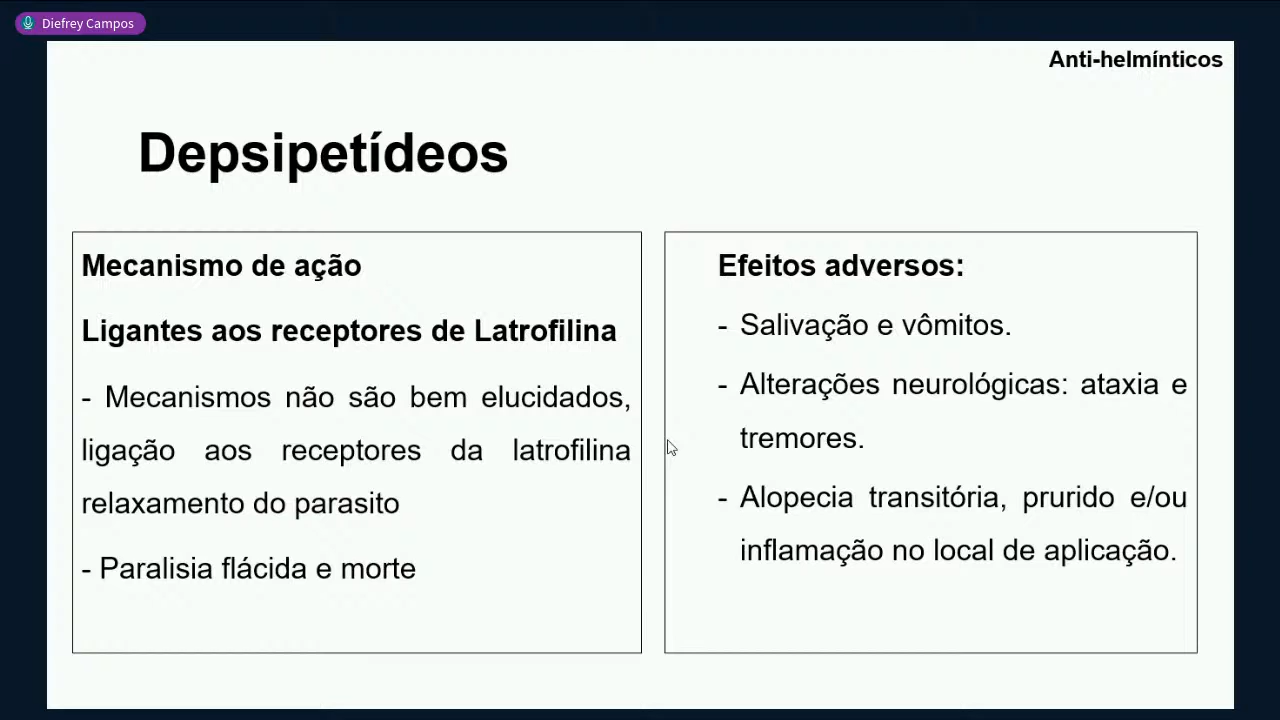 Diefrey Campos
Anti-helmínticos
Depsipetídeos
Mecanismo de ação
Ligantes aos receptores de Latrofilina
- Mecanismos não são bem elucidados,
ligação aos receptores da latrofilina
relaxamento do parasito
- Paralisia flácida e morte
Efeitos adversos:
- Salivação e vômitos.
- Alterações neurológicas: ataxia e
tremores.
- Alopecia transitória, prurido e/ou
inflamação no local de aplicação.